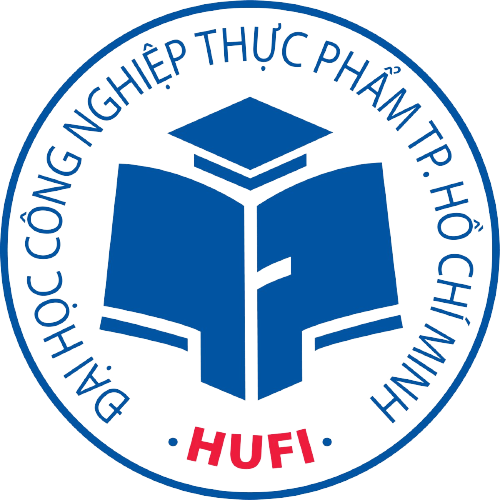 ĐẠI HỌC CÔNG NGHIỆP THỰC PHẨM TP. HỒ CHÍ MINH
· HUFI ·